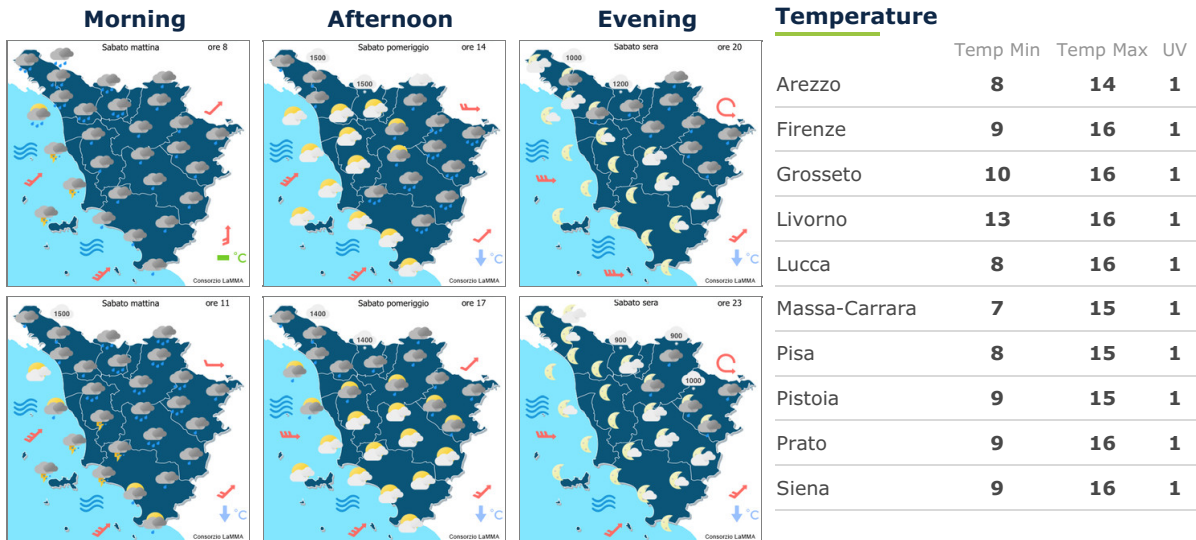 Morning
Afternoon
Evening
Temperature
Sabato mattina ore 8
°C
Consorzio LaMMA
Sabato pomeriggio ore 14
1500
1500
°C
Consorzio LaMMA
Sabato sera ore 20
1000
1200
°C
Consorzio LaMMA
Sabato mattina ore 11
1500
°C
Consorzio LaMMA
Sabato pomeriggio ore 17
1400
1400
°C
Consorzio LaMMA
Sabato sera ore 23
900
900
1000
°C
Consorzio LaMMA
Temp Min Temp Max UV
Arezzo 8 14 1
Firenze 9 16 1
Grosseto 10 16 1
Livorno 13 16 1
Lucca 8 16 1
Massa-Carrara 7 15 1
Pisa 8 15 1
Pistoia 9 15 1
Prato 9 16 1
Siena 9 16 1